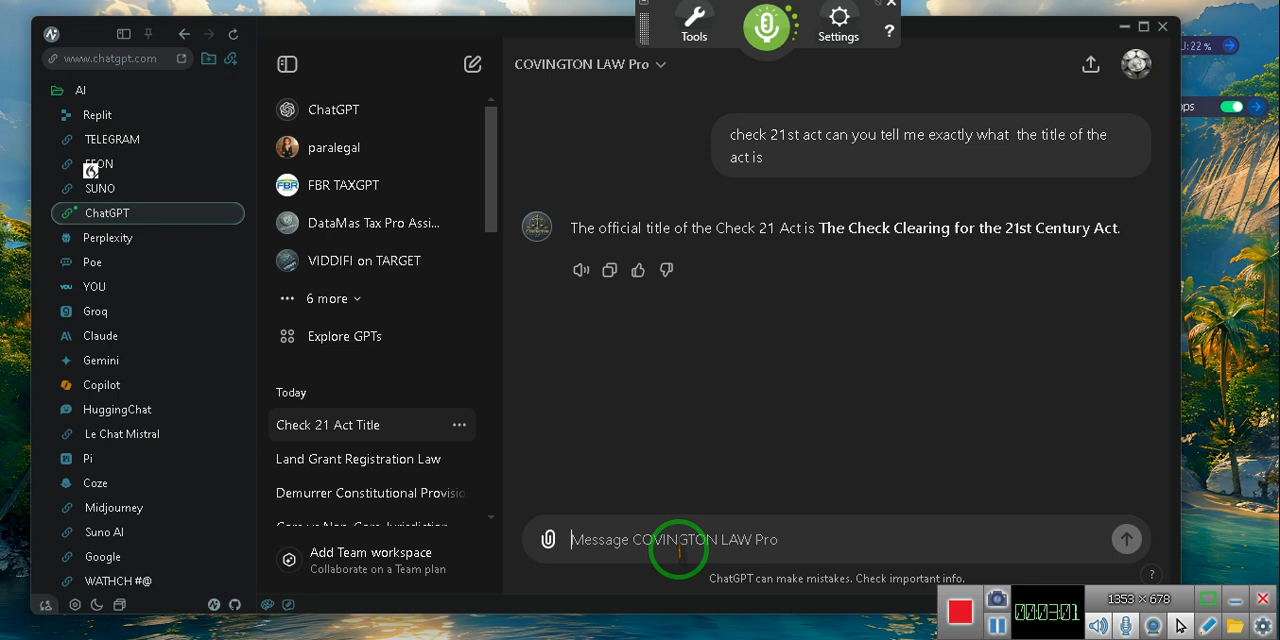 Tools
Settings
?
www.chatgpt.com
COVINGTON LAW Pro
U: 22 %
AI
Replit
TELEGRAM
SUNO
ChatGPT
Perplexity
Poe
YOU
Groq
Claude
Gemini
Copilot
HuggingChat
Le Chat Mistral
Pi
Coze
Midjourney
Suno AI
Google
WATHCH #@
ChatGPT
paralegal
FBR TAXGPT
DataMas Tax Pro Assi...
VIDDIFI on TARGET
6 more
Explore GPTs
Today
Check 21 Act Title
Land Grant Registration Law
Demurrer Constitutional Provisio
Add Team workspace
Collaborate on a Team plan
check 21st act can you tell me exactly what the title of the
act is
The official title of the Check 21 Act is The Check Clearing for the 21st Century Act.
Message COVINGTON LAW Pro
ChatGPT can make mistakes. Check important info.
?
1353 × 678
00:03:01